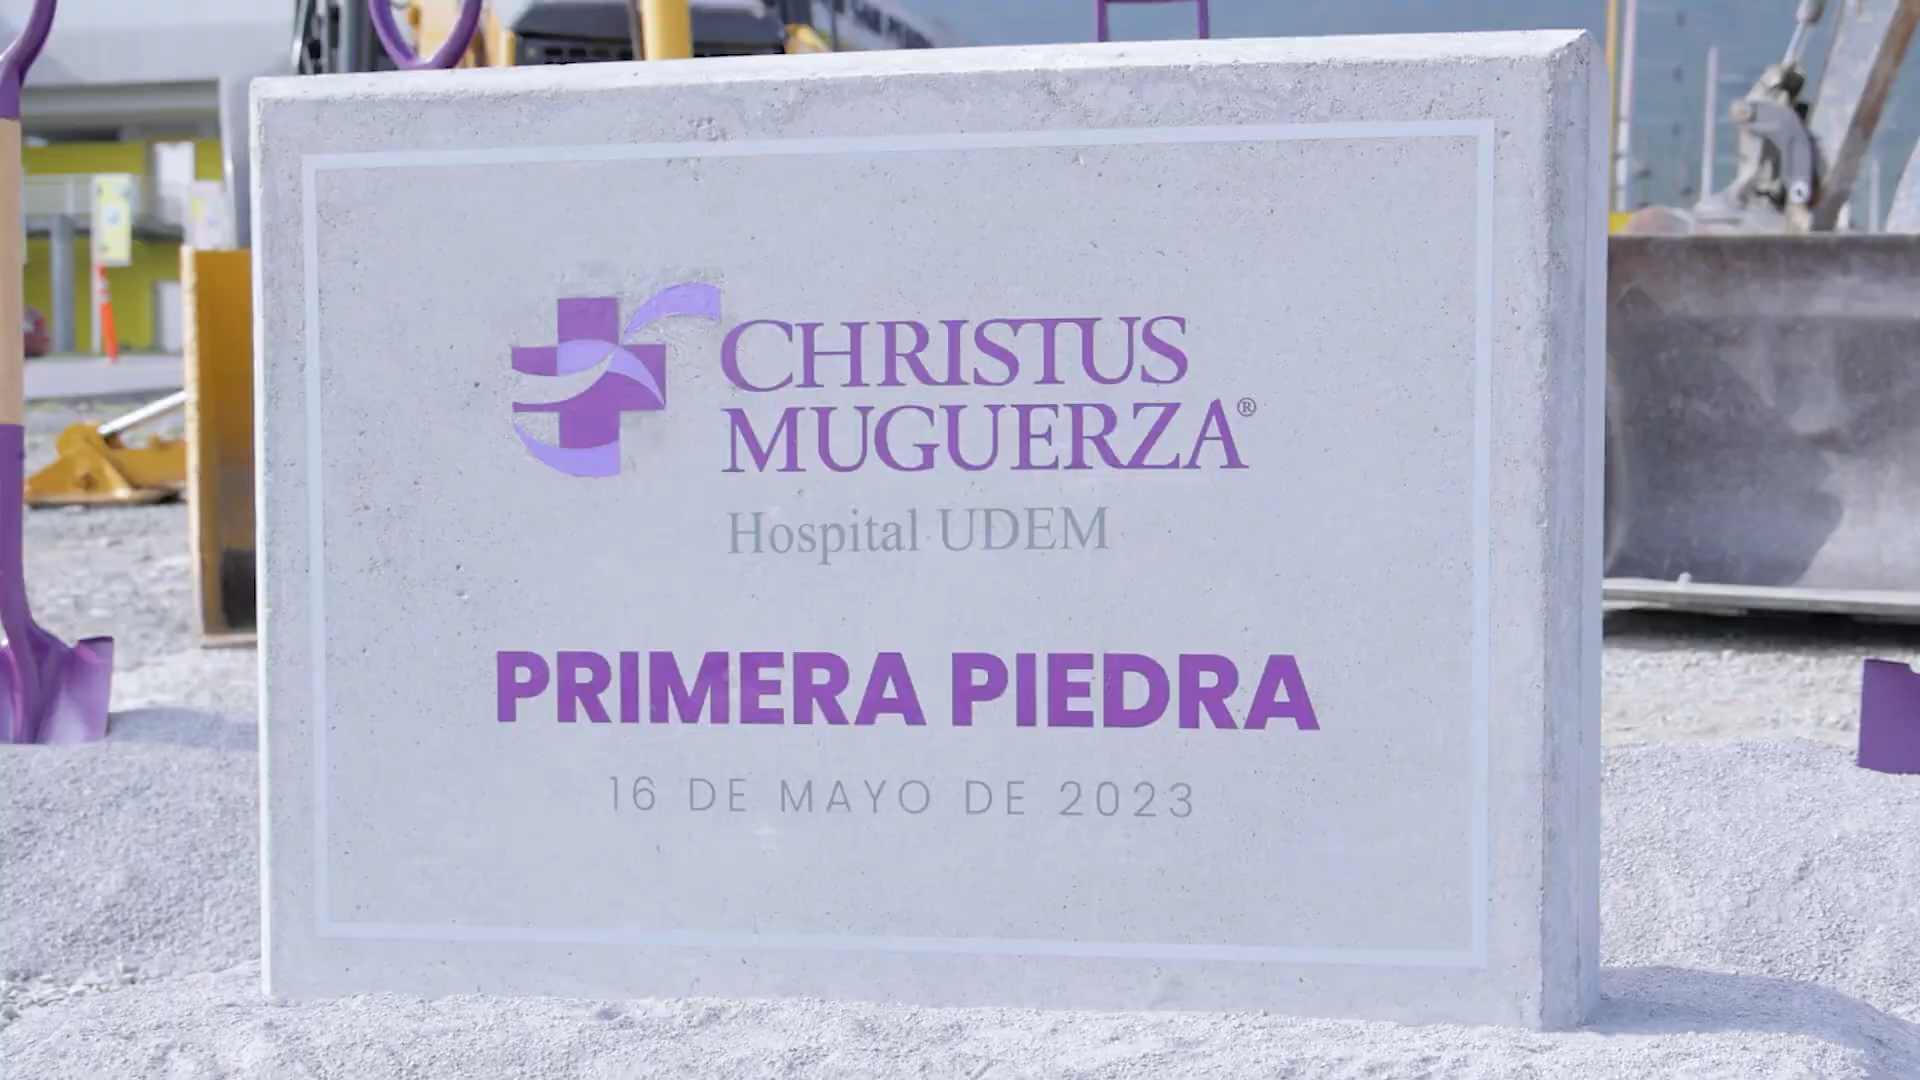 CHRISTUS
MUGUERZA®
Hospital UDEM
PRIMERA PIEDRA
16 DE MAYO DE 2023